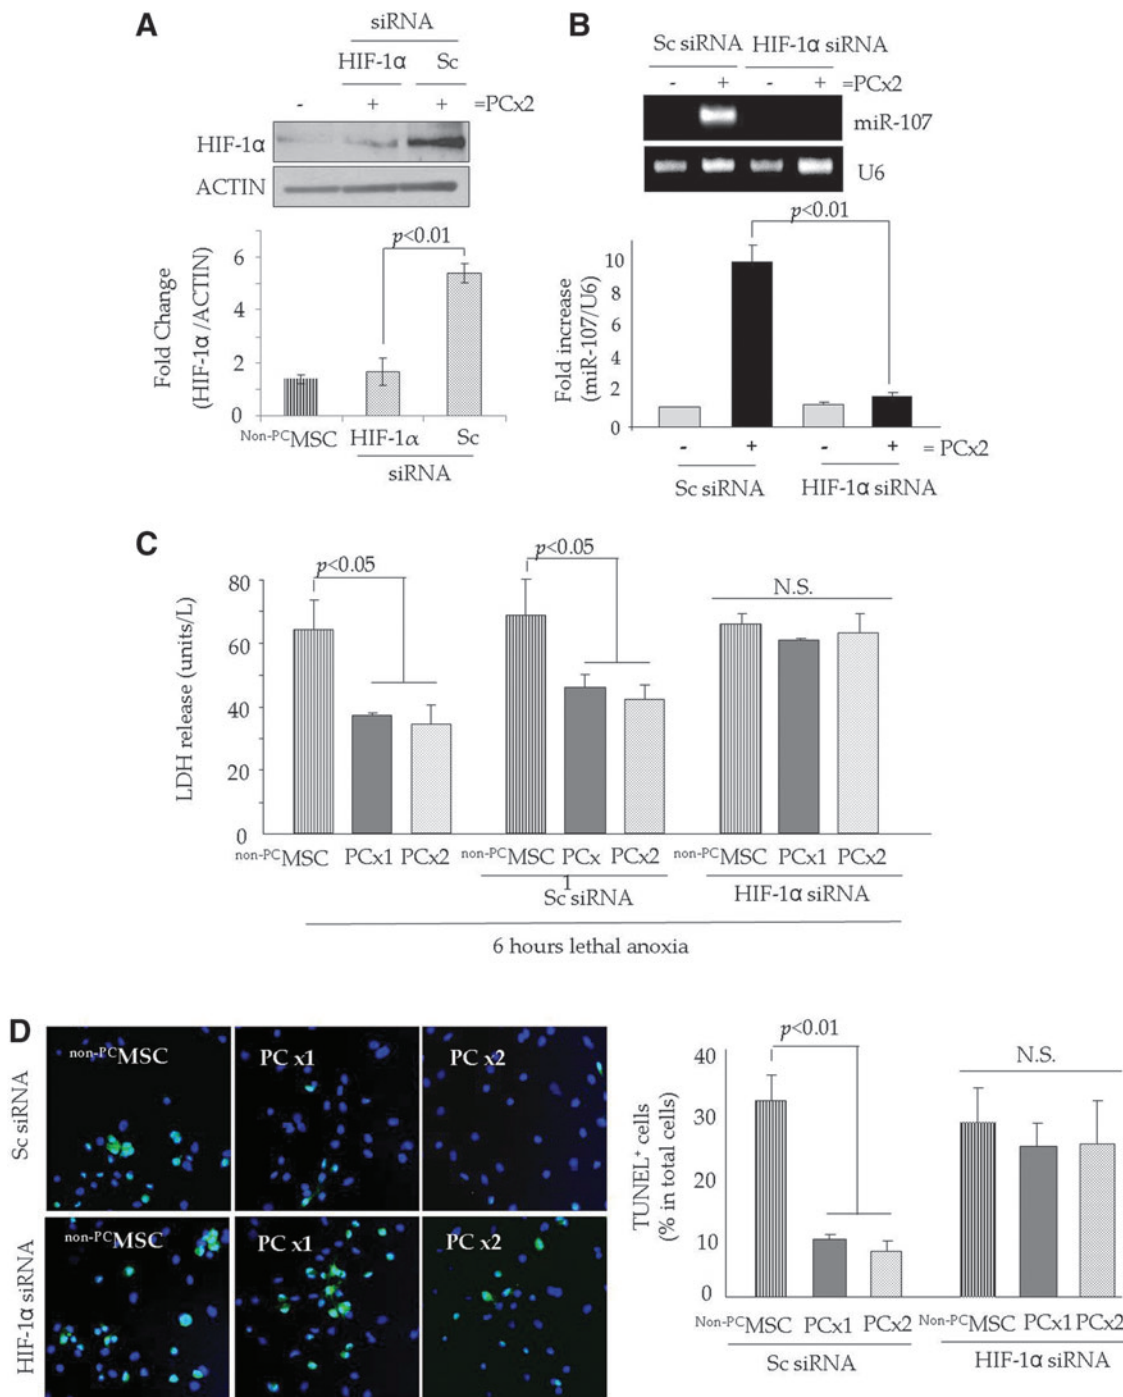 A
siRNA
HIF-1α Sc
- + + =PCx2
HIF-1α
ACTIN
p<0.01
Fold Change
(HIF-1α /ACTIN)
6
4
2
0
Non-PCMSC HIF-1α Sc
siRNA
B
Sc siRNA HIF-1α siRNA
- + - + =PCx2
miR-107
U6
p<0.01
Fold increase
(miR-107/U6)
10
8
6
4
2
0
- + - + = PCx2
Sc siRNA HIF-1α siRNA
C
p<0.05 p<0.05 N.S.
LDH release (units/L)
80
60
40
20
0
non-PCMSC PCx1 PCx2 non-PCMSC PCx PCx2 non-PCMSC PCx1 PCx2
1
Sc siRNA HIF-1α siRNA
6 hours lethal anoxia
D
Sc siRNA
non-PCMSC PC x1 PC x2
HIF-1α siRNA
non-PCMSC PC x1 PC x2
p<0.01 N.S.
TUNEL+ cells
(% in total cells)
40
30
20
10
0
Non-PCMSC PCx1 PCx2 Non-PCMSC PCx1 PCx2
Sc siRNA HIF-1α siRNA